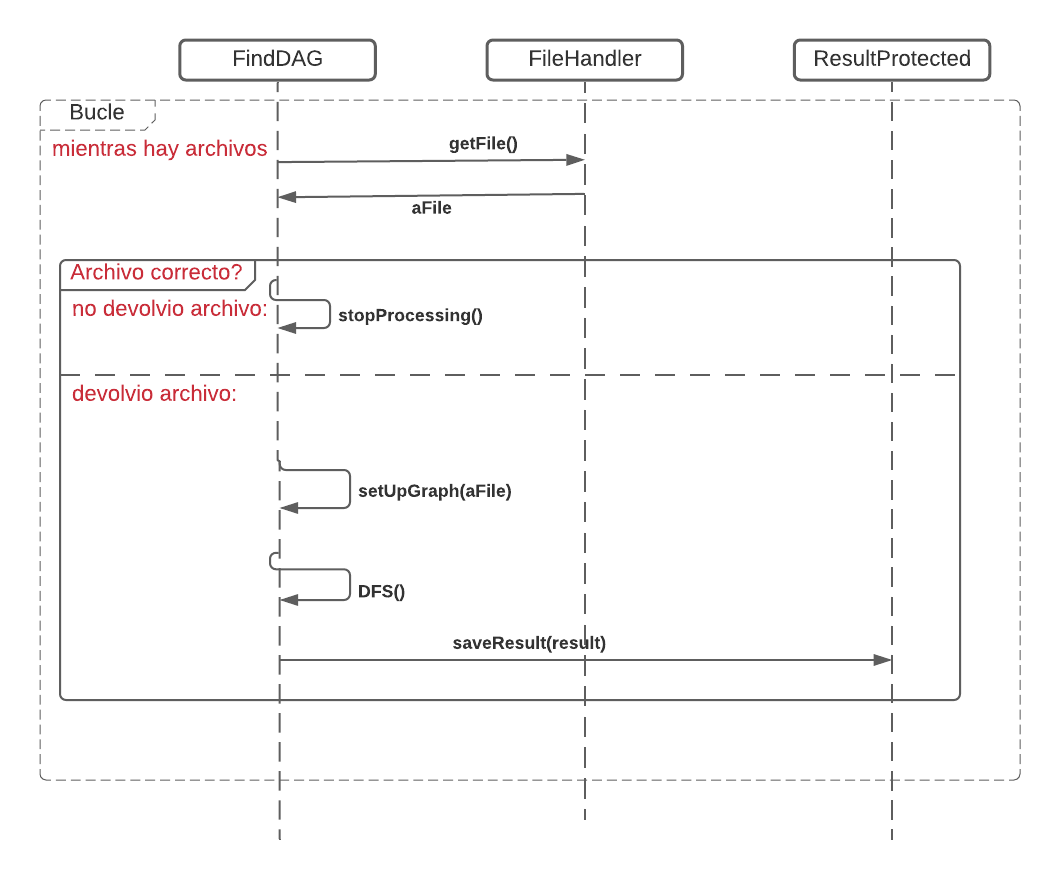 FindDAG
FileHandler
ResultProtected
Bucle
mientras hay archivos
getFile()
aFile
Archivo correcto?
no devolvio archivo:
stopProcessing()
devolvio archivo:
setUpGraph(aFile)
DFS()
saveResult(result)